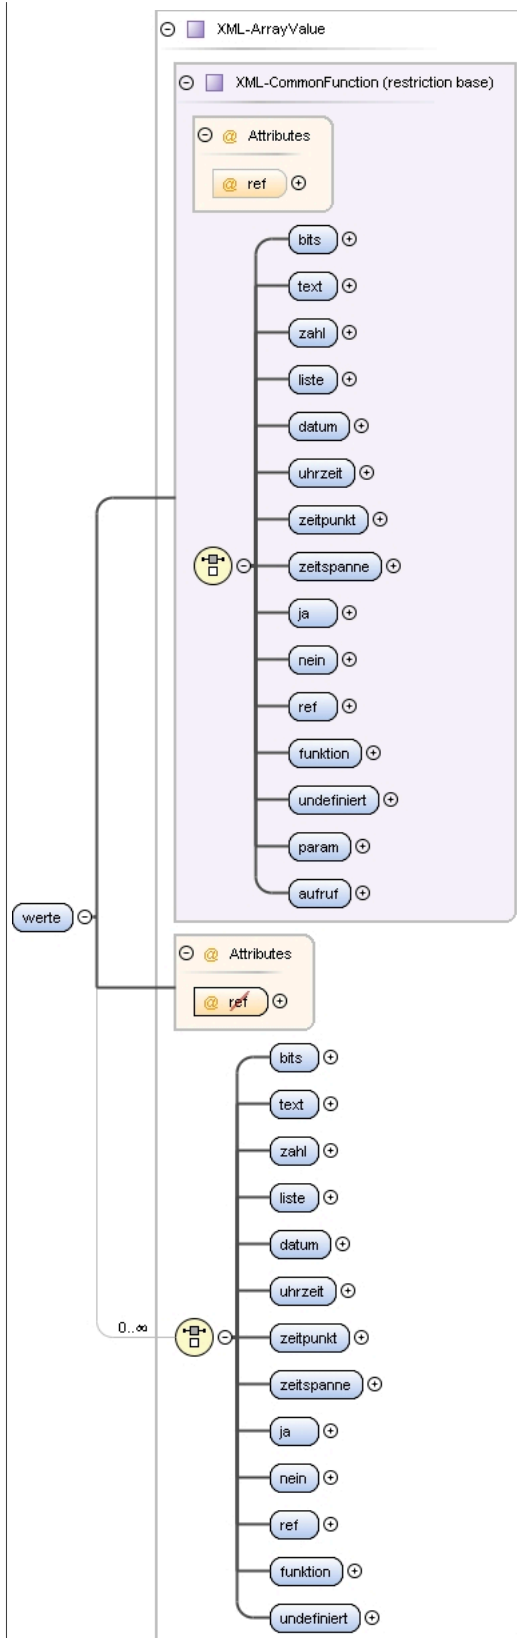 XML-ArrayValue
XML-CommonFunction (restriction base)
@ Attributes
@ ref
bits
text
zahl
liste
datum
uhrzeit
zeitpunkt
zeitspanne
ja
nein
ref
funktion
undefiniert
param
aufruf
werte
@ Attributes
@ ref
bits
text
zahl
liste
datum
uhrzeit
0..∞
zeitpunkt
zeitspanne
ja
nein
ref
funktion
undefiniert